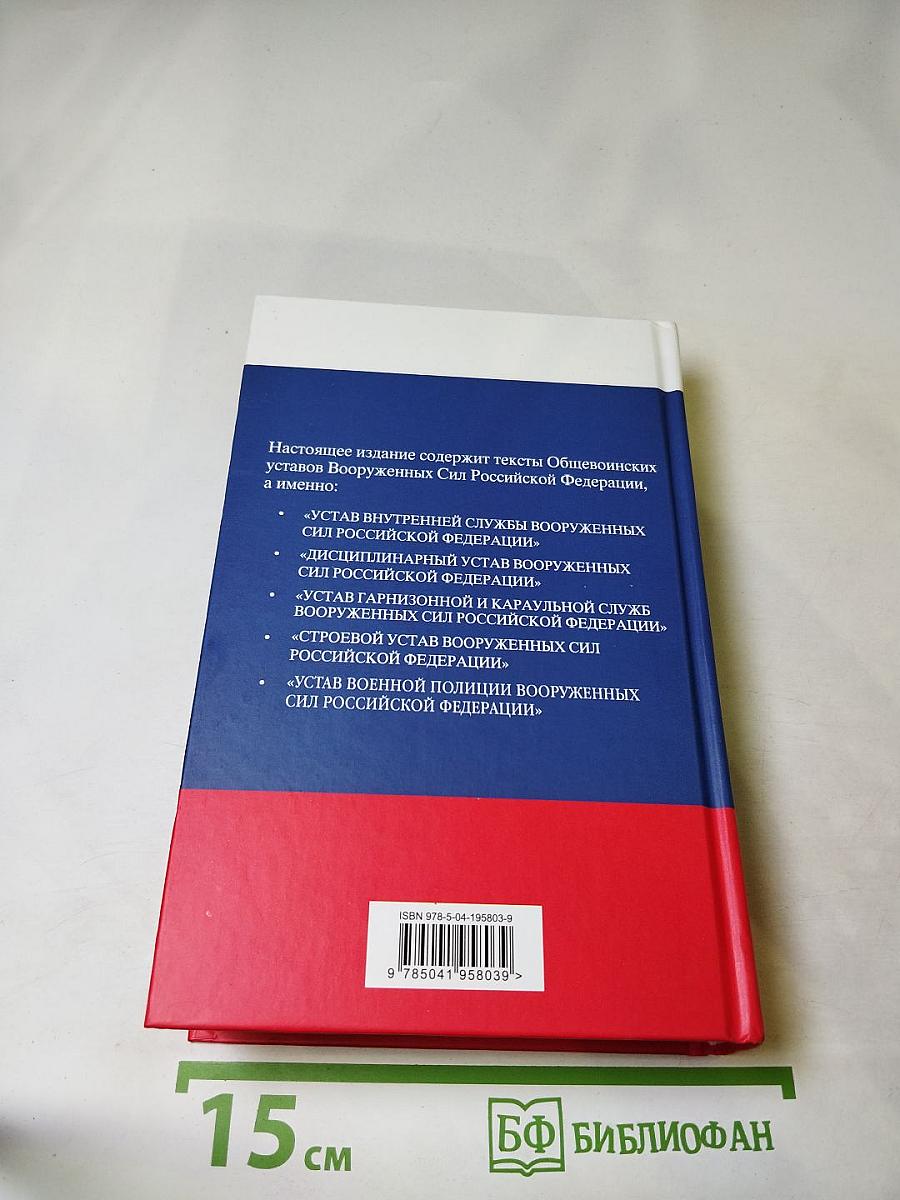 Настоящее издание содержит тексты Общевоинских
уставов Вооруженных Сил Российской Федерации,
а именно:
• «УСТАВ ВНУТРЕННЕЙ СЛУЖБЫ ВООРУЖЕННЫХ
СИЛ РОССИЙСКОЙ ФЕДЕРАЦИИ»
• «ДИСЦИПЛИНАРНЫЙ УСТАВ ВООРУЖЕННЫХ
СИЛ РОССИЙСКОЙ ФЕДЕРАЦИИ»
• «УСТАВ ГАРНИЗОННОЙ И КАРАУЛЬНОЙ СЛУЖБ
ВООРУЖЕННЫХ СИЛ РОССИЙСКОЙ ФЕДЕРАЦИИ»
• «СТРОЕВОЙ УСТАВ ВООРУЖЕННЫХ СИЛ
РОССИЙСКОЙ ФЕДЕРАЦИИ»
• «УСТАВ ВОЕННОЙ ПОЛИЦИИ ВООРУЖЕННЫХ
СИЛ РОССИЙСКОЙ ФЕДЕРАЦИИ»
ISBN 978-5-04-195803-9
9 785041 958039 >
15 см
БФ БИБЛИОФАН